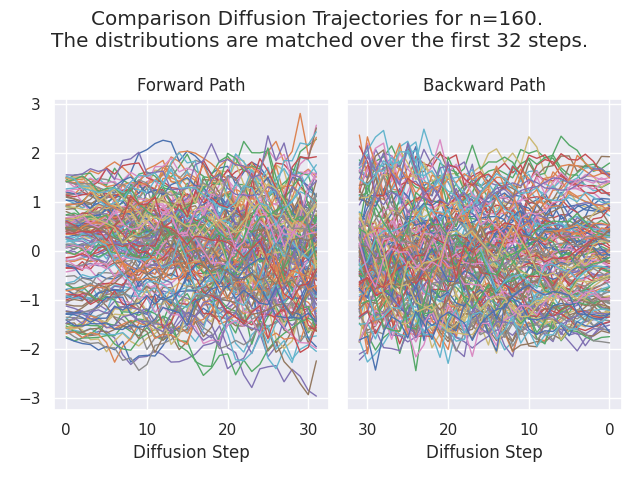 Comparison Diffusion Trajectories for n=160.
The distributions are matched over the first 32 steps.
Forward Path
Backward Path
3
2
1
0
−1
−2
−3
0 10 20 30
30 20 10 0
Diffusion Step
Diffusion Step